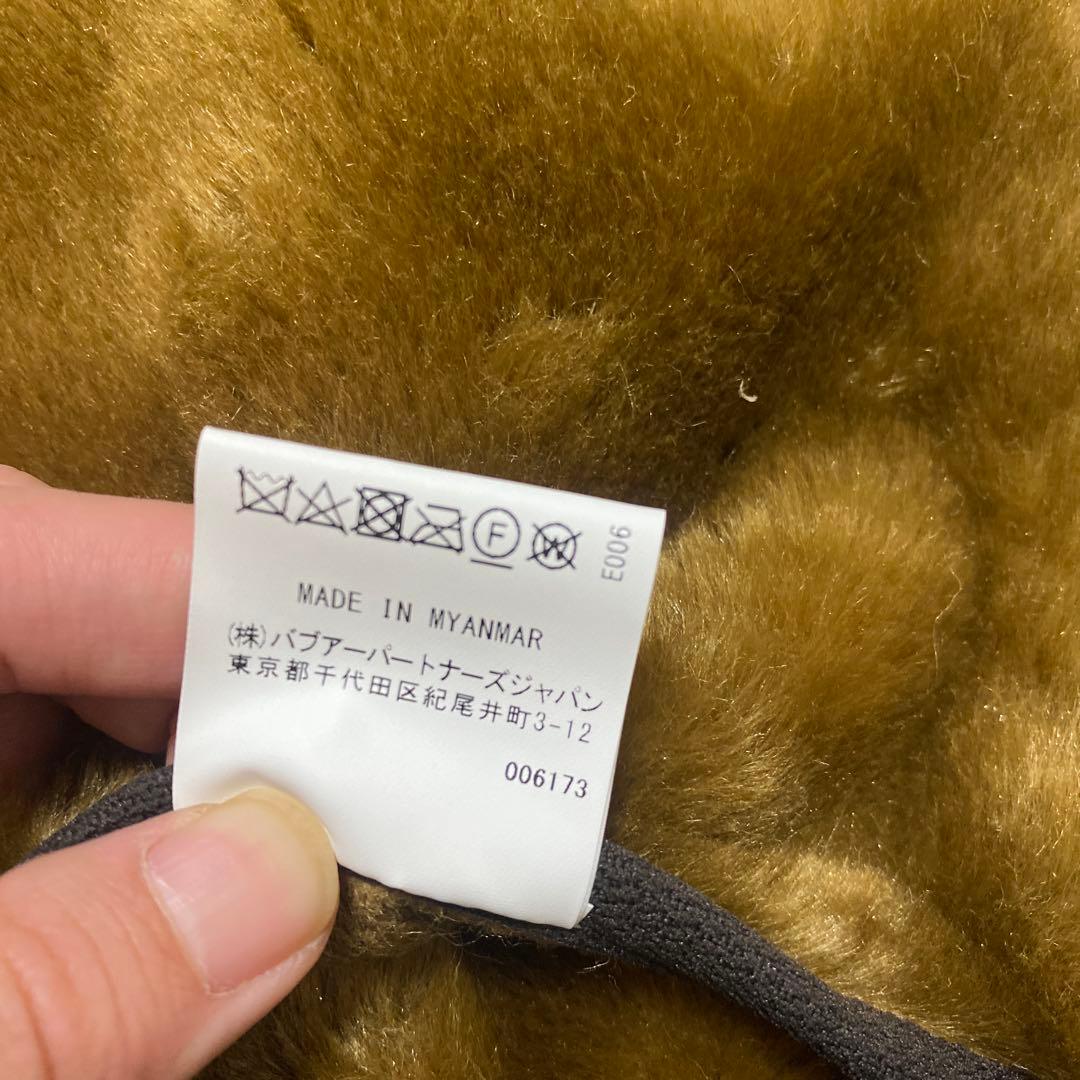 F W
E006
MADE IN MYANMAR
(株)バブアーパートナーズジャパン
東京都千代田区紀尾井町3-12
006173